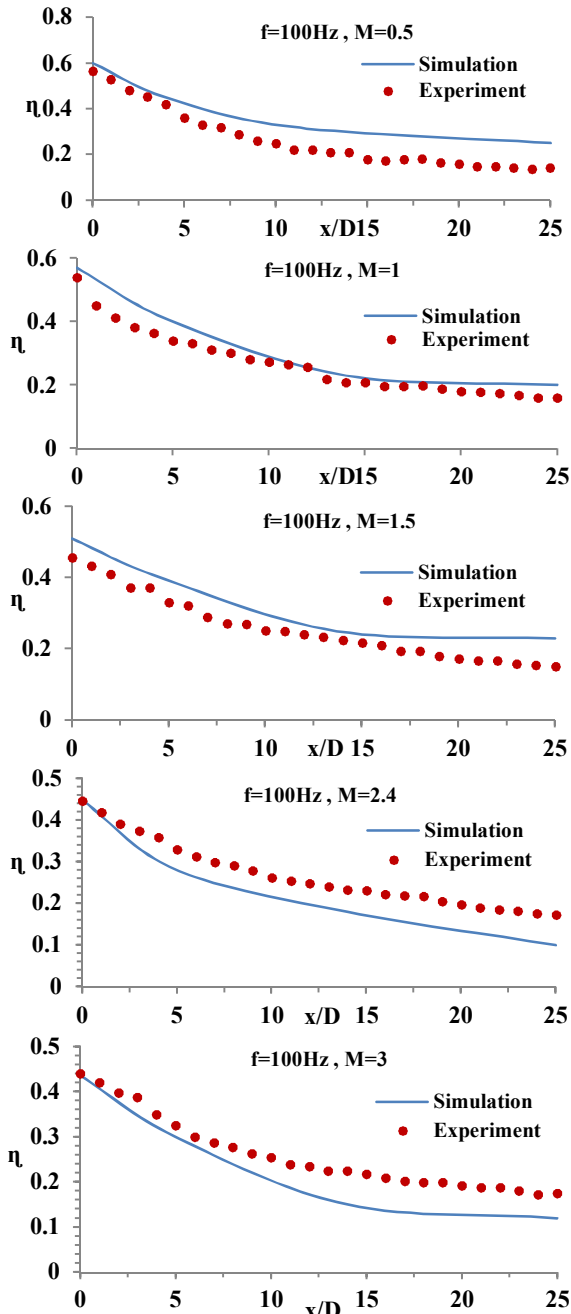 0.8
f=100Hz , M=0.5
0.6
Simulation
Experiment
η 0.4
0.2
0
0 5 10 x/D15 20 25
0.6
f=100Hz , M=1
Simulation
0.4
Experiment
η
0.2
0
0 5 10 x/D15 20 25
0.6
f=100Hz , M=1.5
Simulation
0.4
Experiment
η
0.2
0
0 5 10 x/D 15 20 25
0.5
f=100Hz , M=2.4
0.4
Simulation
Experiment
0.3
η
0.2
0.1
0
0 5 10 x/D 15 20 25
0.5
f=100Hz , M=3
0.4
Simulation
Experiment
0.3
η
0.2
0.1
0
0 5 10 15 20 25
x/D